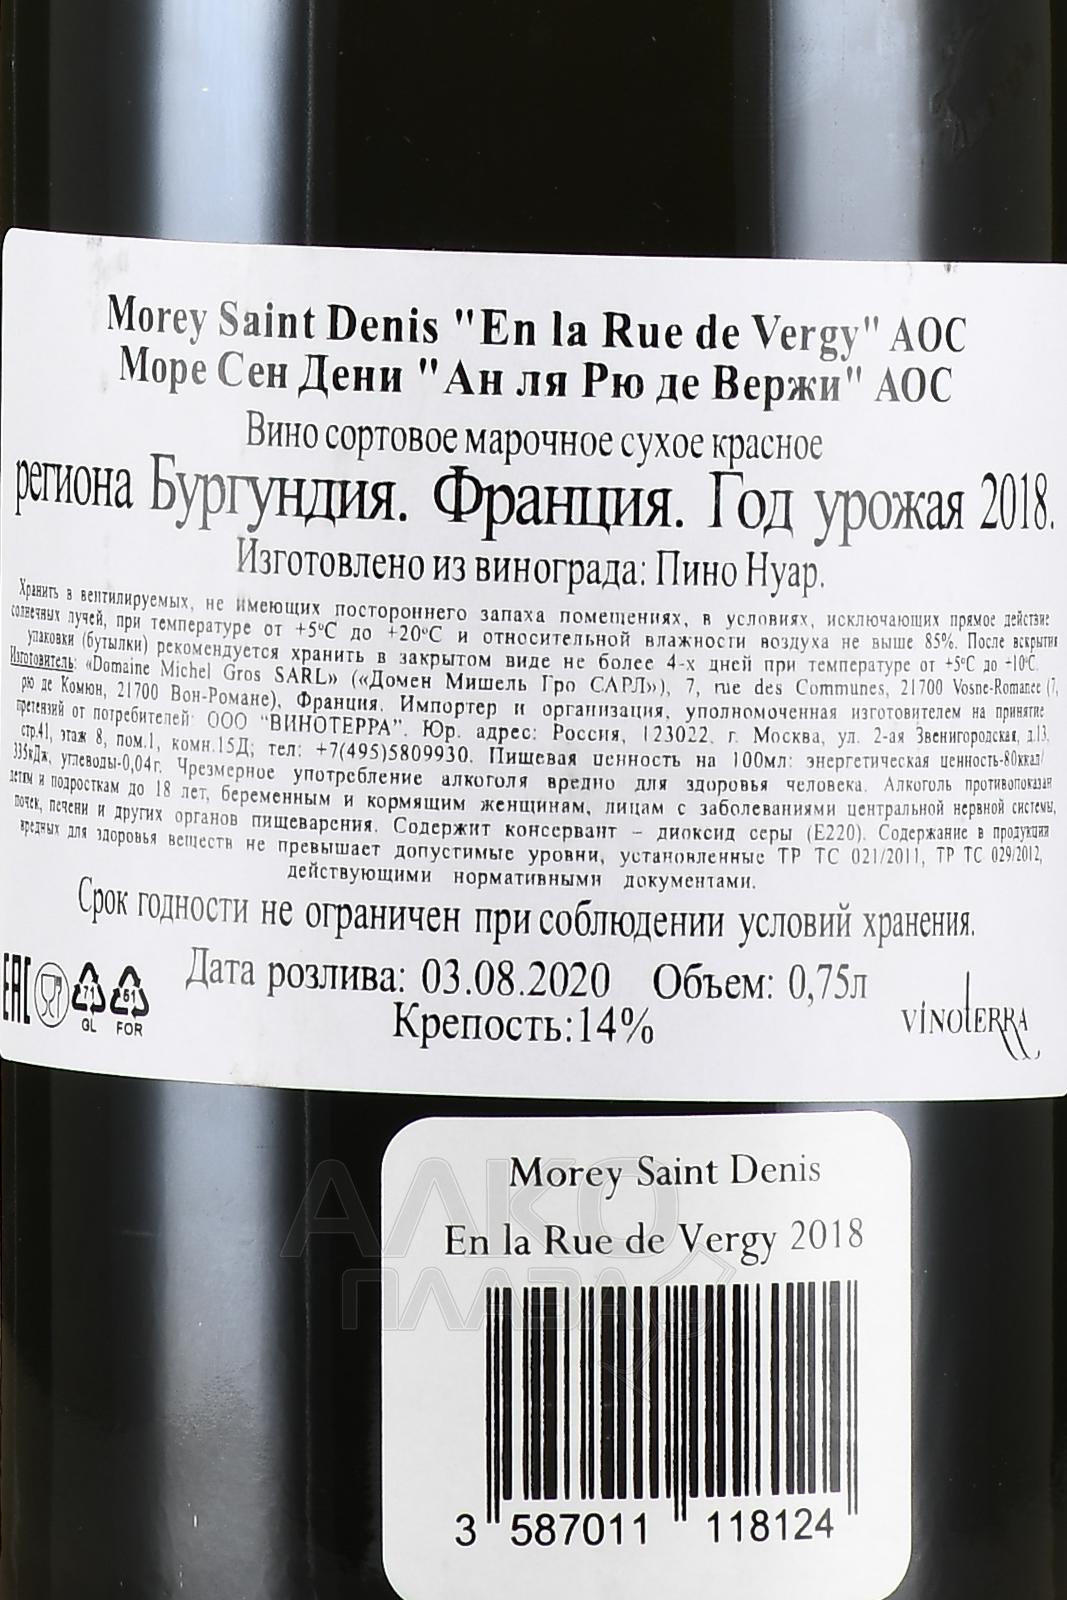 Morey Saint Denis "En la Rue de Vergy" AOC
Море Сен Дени "Ан ля Рю де Вержи" АОС
Вино сортовое марочное сухое красное
региона Бургундия. Франция. Год урожая 2018.
Изготовлено из винограда: Пино Нуар.
Хранить в вентилируемых, не имеющих постороннего запаха помещениях, в условиях, исключающих прямое действие
солнечных лучей, при температуре от +5ºС до +20ºС и относительной влажности воздуха не выше 85%. После вскрытия
упаковки (бутылки) рекомендуется хранить в закрытом виде не более 4-х дней при температуре от +5ºС до +10ºС.
Изготовитель: «Domaine Michel Gros SARL» («Домен Мишель Гро САРЛ»), 7, rue des Communes, 21700 Vosne-Romanee (7,
рю де Комюн, 21700 Вон-Романе), Франция. Импортер и организация, уполномоченная изготовителем на принятие
претензий от потребителей: ООО "ВИНОТЕРРА". Юр. адрес: Россия, 123022, г. Москва, ул. 2-ая Звенигородская, д.13,
стр.41, этаж 8, пом.1, комн.15Д; тел: +7(495)5809930. Пищевая ценность на 100мл: энергетическая ценность-80ккал/
335кДж, углеводы-0,04г. Чрезмерное употребление алкоголя вредно для здоровья человека. Алкоголь противопоказан
детям и подросткам до 18 лет, беременным и кормящим женщинам, лицам с заболеваниями центральной нервной системы,
почек, печени и других органов пищеварения. Содержит консервант – диоксид серы (Е220). Содержание в продукции
вредных для здоровья веществ не превышает допустимые уровни, установленные ТР ТС 021/2011, ТР ТС 029/2012,
действующими нормативными документами.
Срок годности не ограничен при соблюдении условий хранения.
Дата розлива: 03.08.2020 Объем: 0,75л
Крепость:14%
EAC
71
GL
51
FOR
VINOTERRA
Morey Saint Denis
En la Rue de Vergy 2018
АЛКО
ПЛАЗА
3 587011 118124